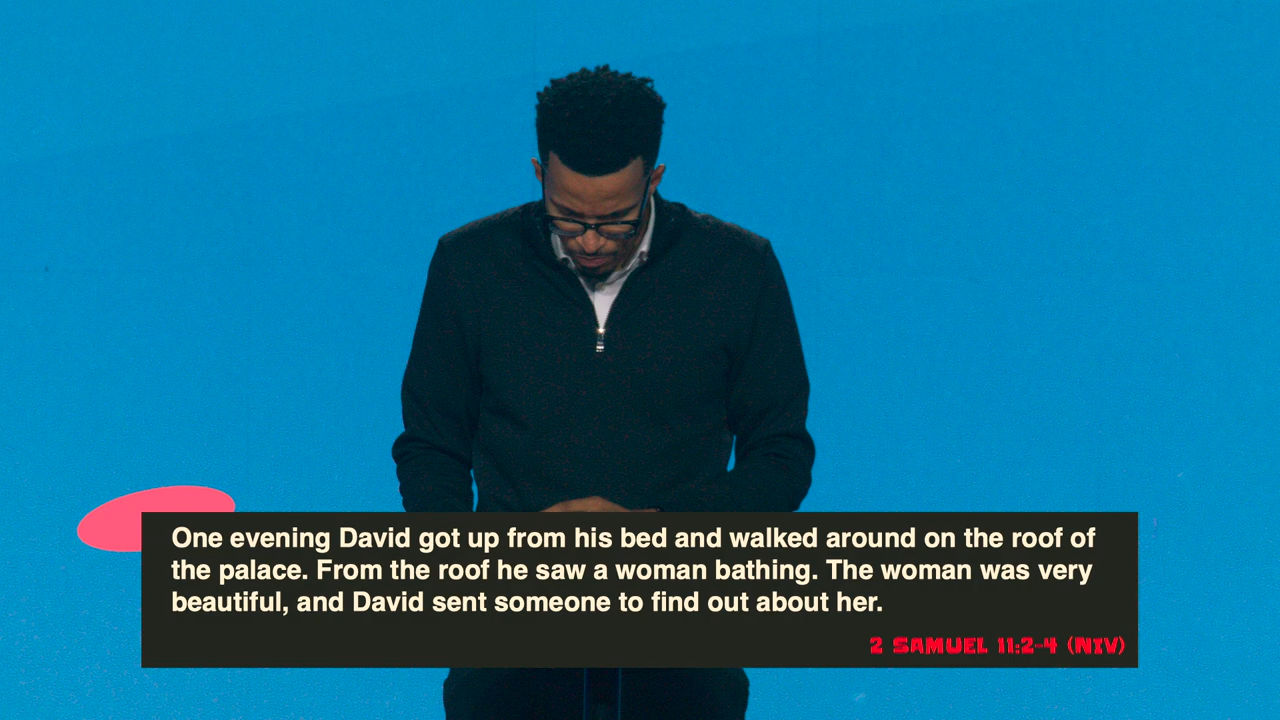 One evening David got up from his bed and walked around on the roof of
the palace. From the roof he saw a woman bathing. The woman was very
beautiful, and David sent someone to find out about her.
2 SAMUEL 11:2-4 (NIV)